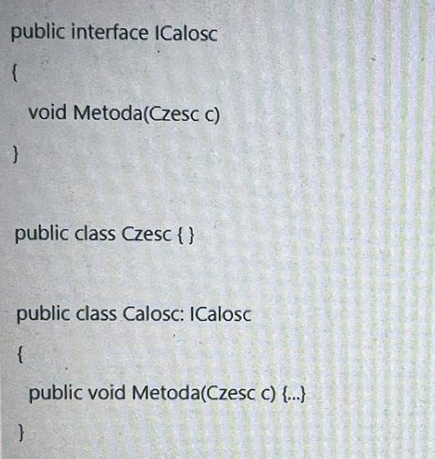 public interface ICalosc
{
void Metoda(Czesc c)
}
public class Czesc { }
public class Calosc: ICalosc
{
public void Metoda(Czesc c) {...}
}